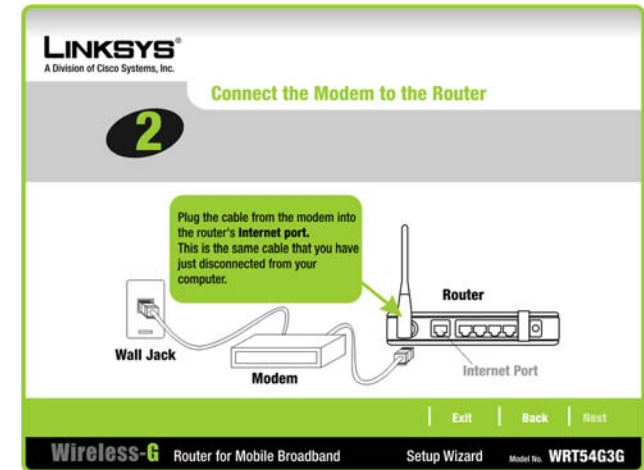 LINKSYS®
A Division of Cisco Systems, Inc.
Connect the Modem to the Router
2
Plug the cable from the modem into
the router's Internet port.
This is the same cable that you have
just disconnected from your
computer.
Router
Wall Jack
Modem
Internet Port
Exit
Back
Next
Wireless-G Router for Mobile Broadband Setup Wizard Model No. WRT54G3G